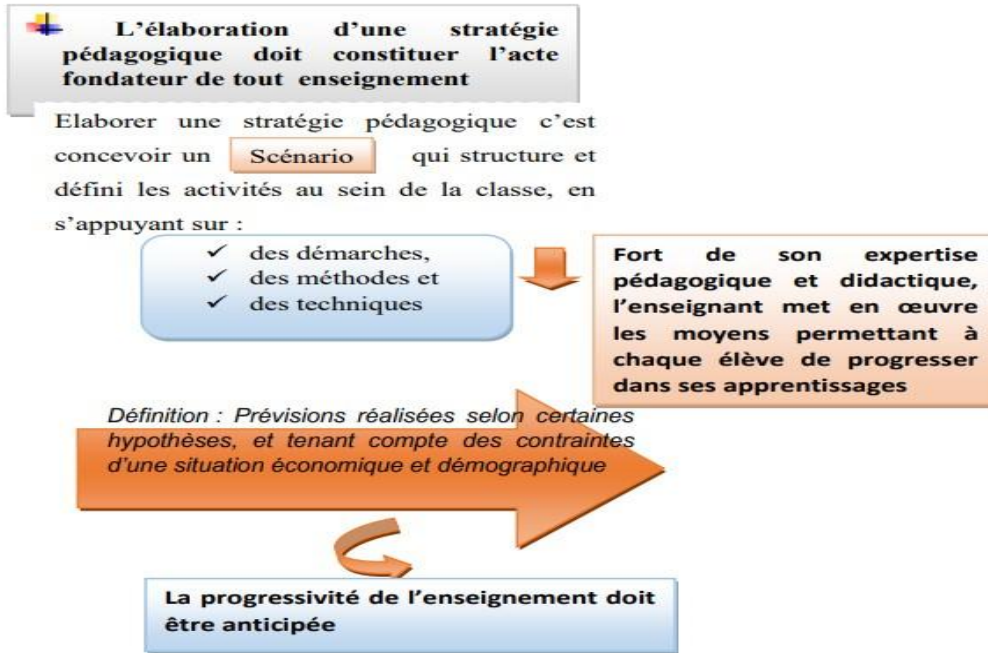 L'élaboration d'une stratégie
pédagogique doit constituer l'acte
fondateur de tout enseignement
Elaborer une stratégie pédagogique c'est
concevoir un Scénario qui structure et
défini les activités au sein de la classe, en
s'appuyant sur :
✓ des démarches,
✓ des méthodes et
✓ des techniques
Fort de son expertise
pédagogique et didactique,
l'enseignant met en œuvre
les moyens permettant à
chaque élève de progresser
dans ses apprentissages
Définition : Prévisions réalisées selon certaines
hypothèses, et tenant compte des contraintes
d'une situation économique et démographique
La progressivité de l'enseignement doit
être anticipée